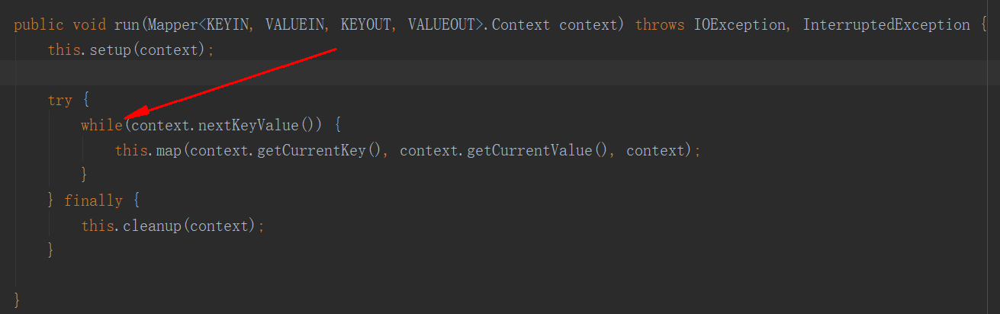 public void run(Mapper<KEYIN, VALUEIN, KEYOUT, VALUEOUT>.Context context) throws IOException, InterruptedException {
this.setup(context);
try {
while(context.nextKeyValue()) {
this.map(context.getCurrentKey(), context.getCurrentValue(), context);
}
} finally {
this.cleanup(context);
}
}